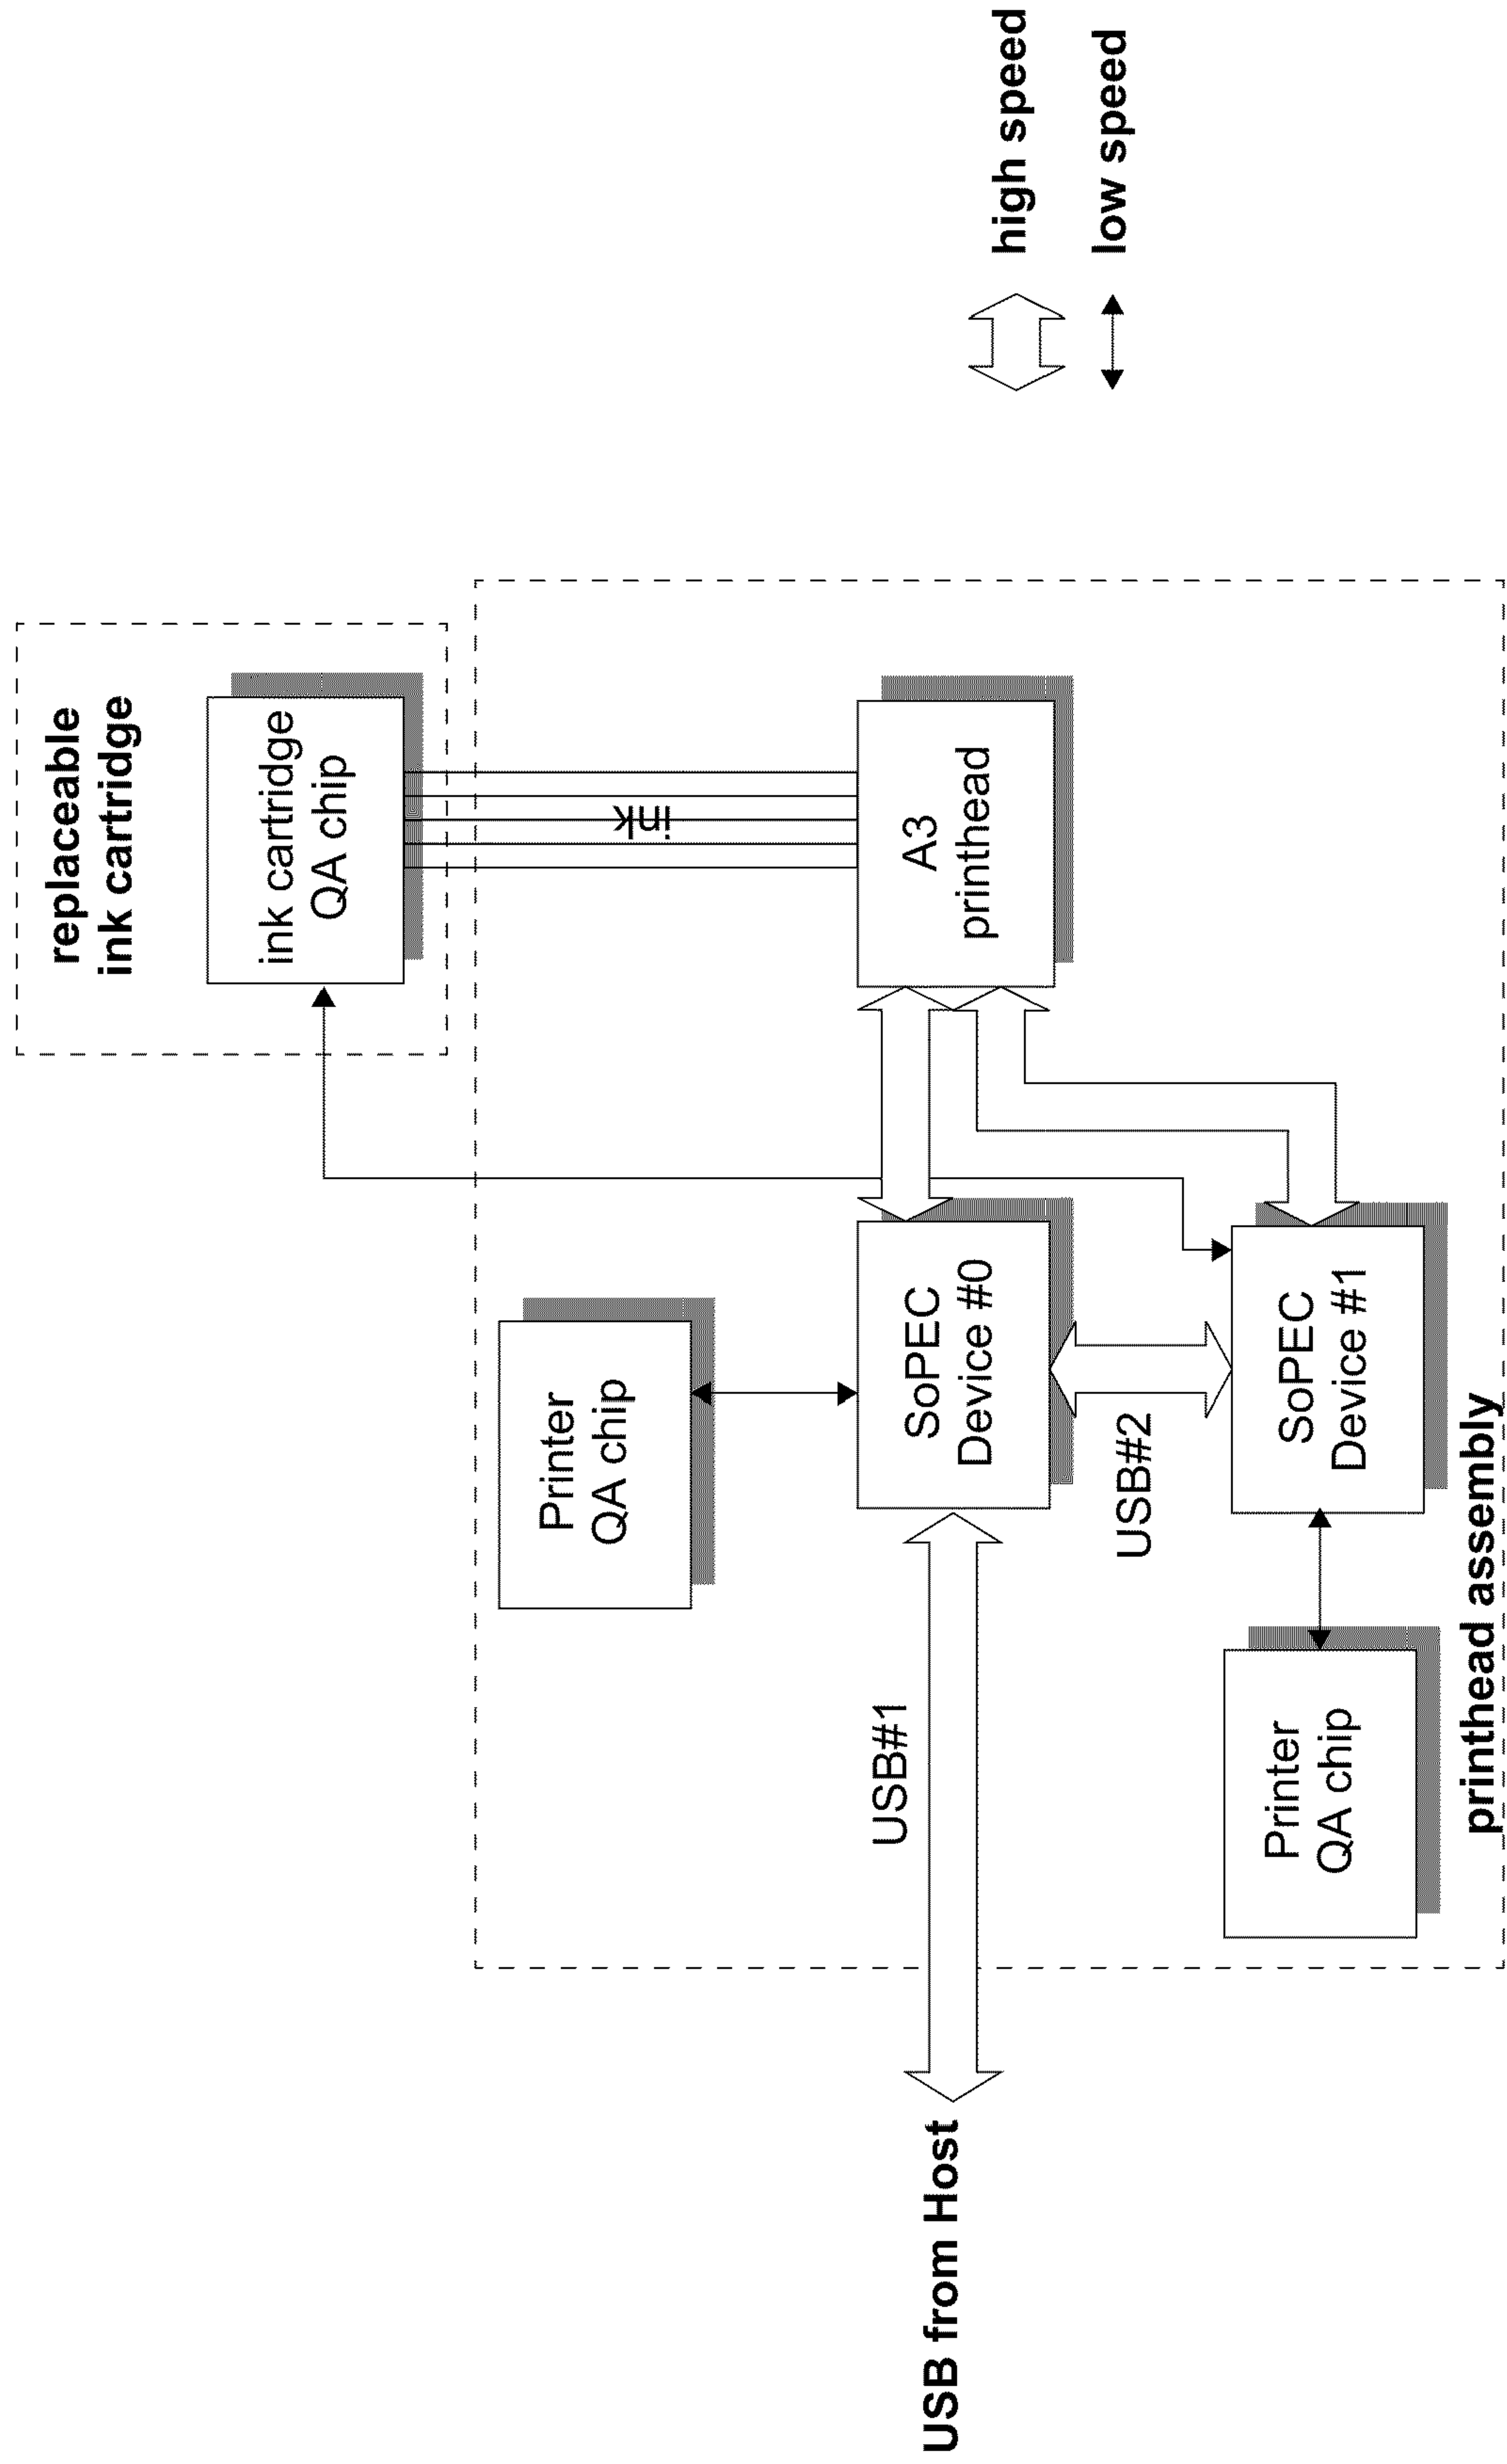 replaceable
ink cartridge
ink cartridge
QA chip
ink
Printer
QA chip
A3
printhead
SoPEC
Device #0
USB#1
USB from Host
USB#2
SoPEC
Device #1
Printer
QA chip
printhead assembly
high speed
low speed